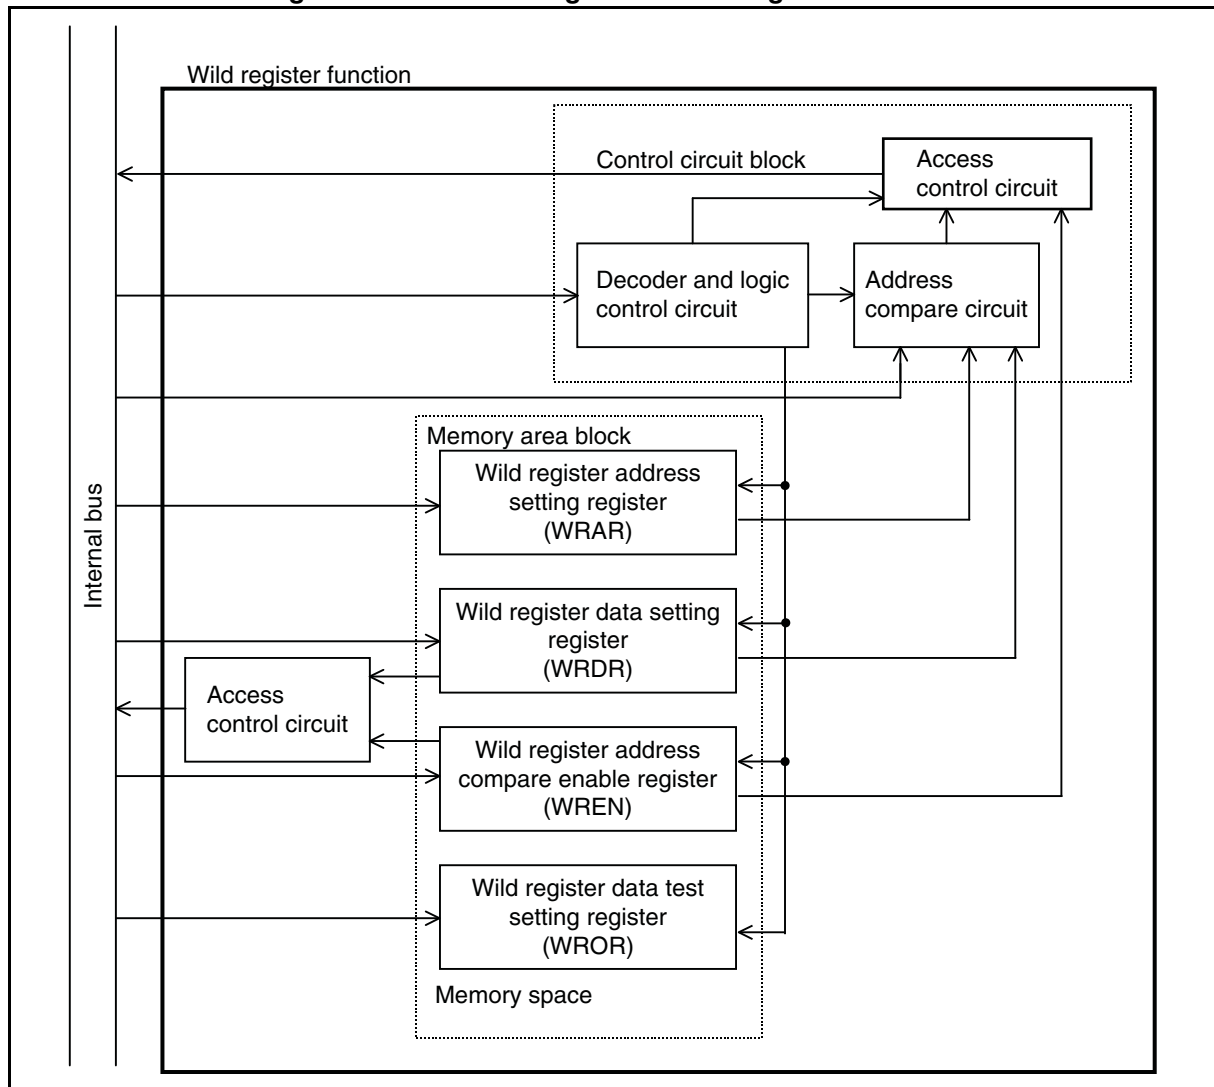 Wild register function
Control circuit block
Access
control circuit
Decoder and logic
control circuit
Address
compare circuit
Memory area block
Wild register address
setting register
(WRAR)
Internal bus
Wild register data setting
register
(WRDR)
Access
control circuit
Wild register address
compare enable register
(WREN)
Wild register data test
setting register
(WROR)
Memory space